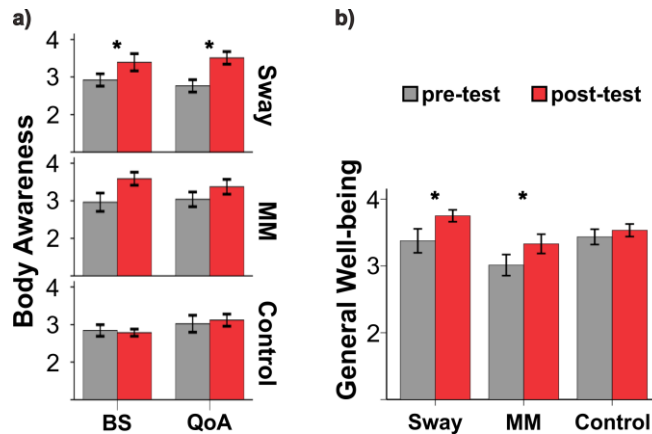 a)
Body Awareness
4
3
2
* *
Sway
4
3
2
MM
4
3
2
Control
BS QoA
b)
pre-test post-test
General Well-being
4
3
2
* *
Sway MM Control